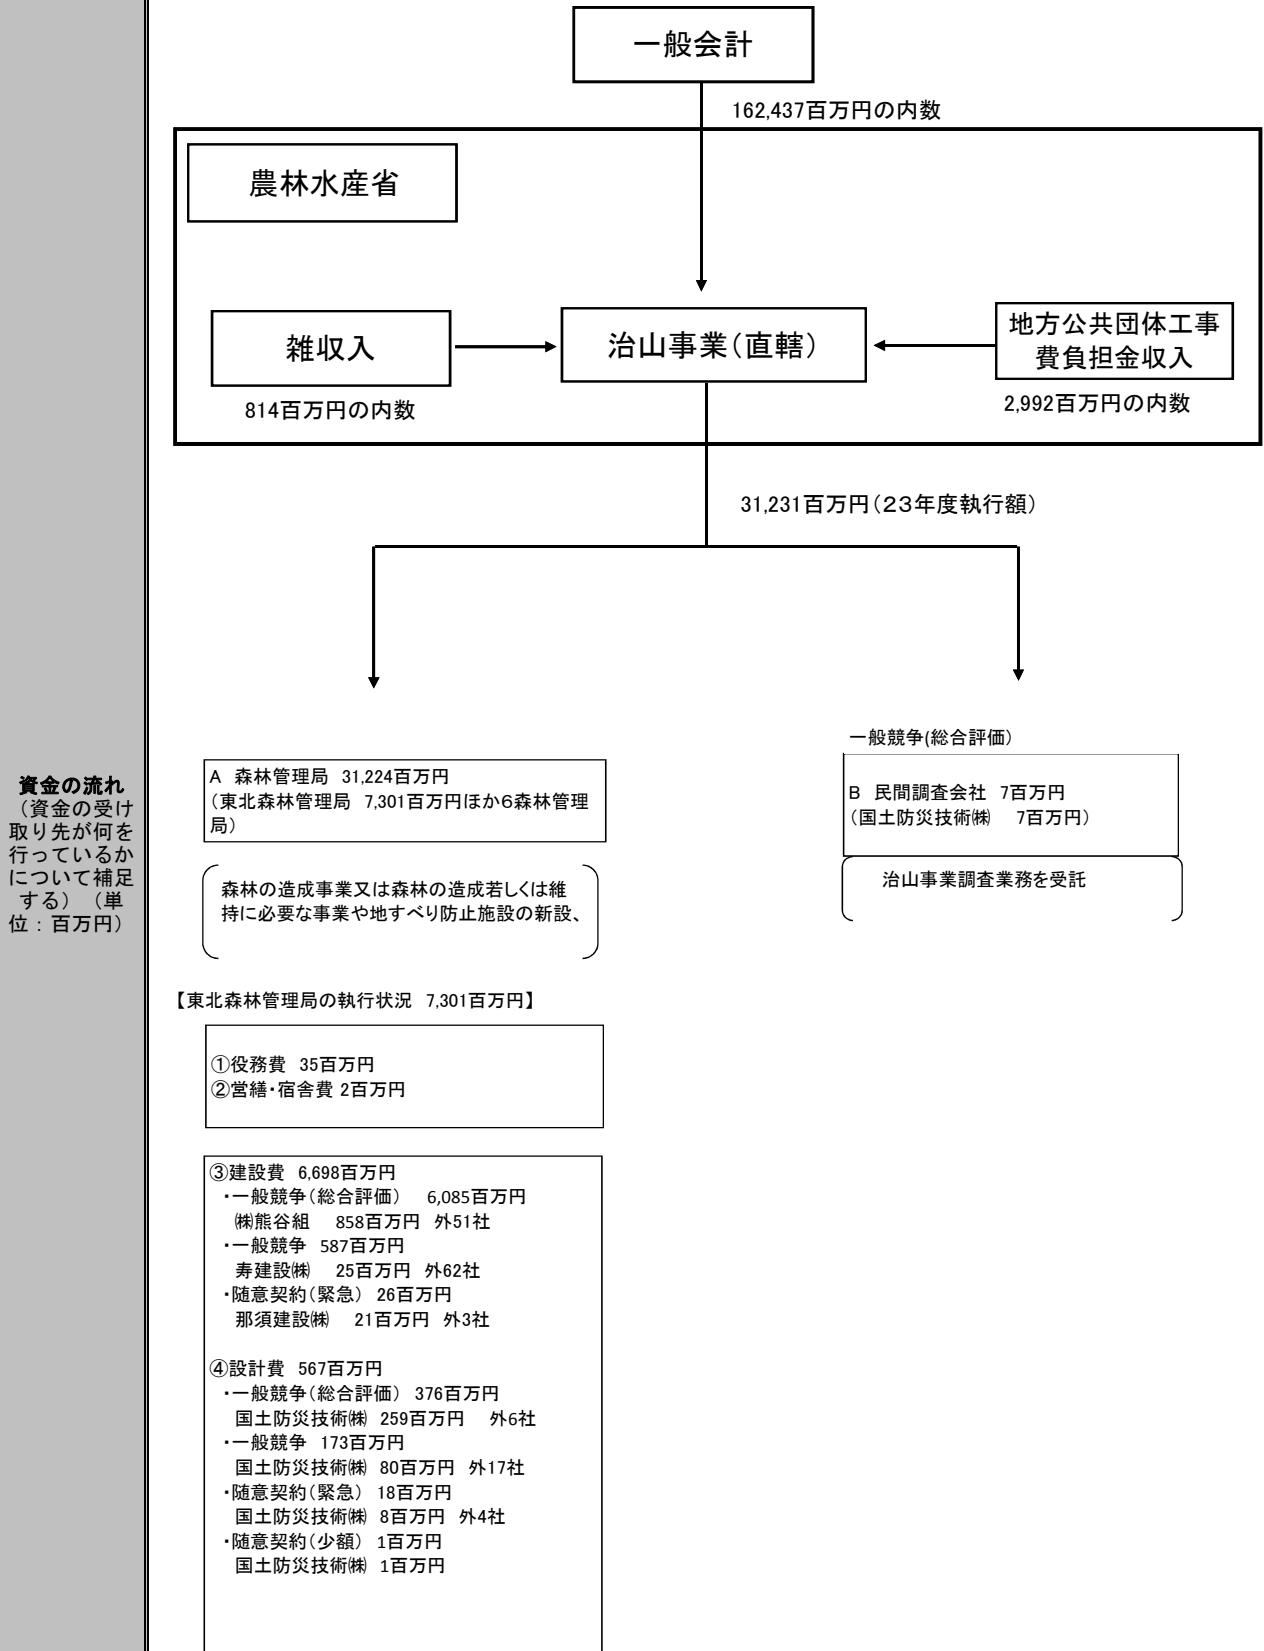 一般会計
162,437百万円の内数
農林水産省
雑収入
814百万円の内数
治山事業(直轄)
地方公共団体工事
費負担金収入
2,992百万円の内数
31,231百万円(23年度執行額)
資金の流れ
(資金の受け
取り先が何を
行っているか
について補足
する) (単
位:百万円)
A 森林管理局 31,224百万円
(東北森林管理局 7,301百万円ほか6森林管理
局)
森林の造成事業又は森林の造成若しくは維
持に必要な事業や地すべり防止施設の新設、
一般競争(総合評価)
B 民間調査会社 7百万円
(国土防災技術㈱ 7百万円)
治山事業調査業務を受託
【東北森林管理局の執行状況 7,301百万円】
①役務費 35百万円
②営繕・宿舎費 2百万円
③建設費 6,698百万円
・一般競争(総合評価) 6,085百万円
㈱熊谷組 858百万円 外51社
・一般競争 587百万円
寿建設㈱ 25百万円 外62社
・随意契約(緊急) 26百万円
那須建設㈱ 21百万円 外3社
④設計費 567百万円
・一般競争(総合評価) 376百万円
国土防災技術㈱ 259百万円 外6社
・一般競争 173百万円
国土防災技術㈱ 80百万円 外17社
・随意契約(緊急) 18百万円
国土防災技術㈱ 8百万円 外4社
・随意契約(少額) 1百万円
国土防災技術㈱ 1百万円